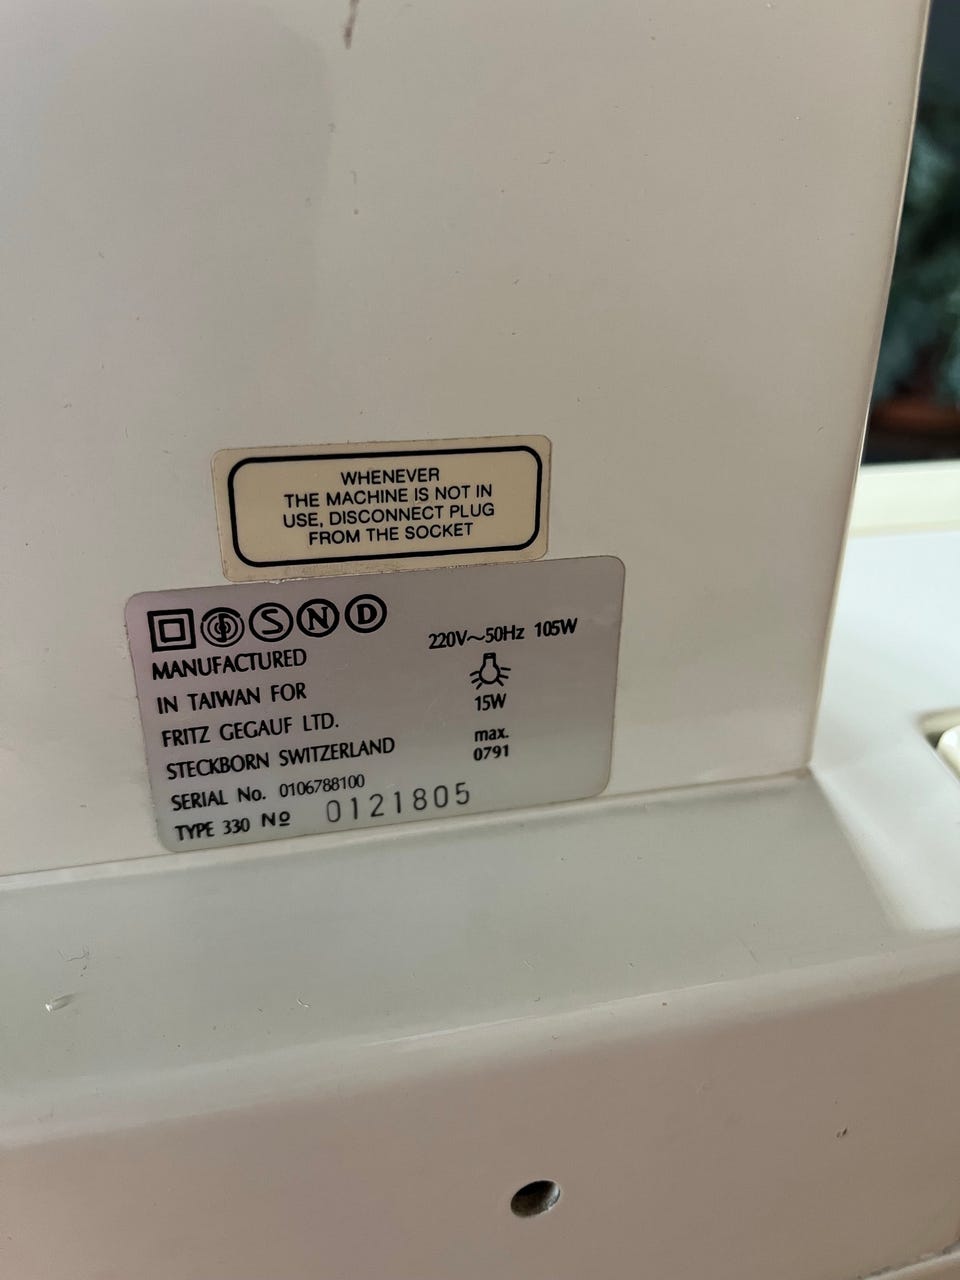 WHENEVER
THE MACHINE IS NOT IN
USE, DISCONNECT PLUG
FROM THE SOCKET
S N D
MANUFACTURED
IN TAIWAN FOR
FRITZ GEGAUF LTD.
STECKBORN SWITZERLAND
SERIAL No. 0106788100
TYPE 330 Nº 0121805
220V~50Hz 105W
15W
max.
0791